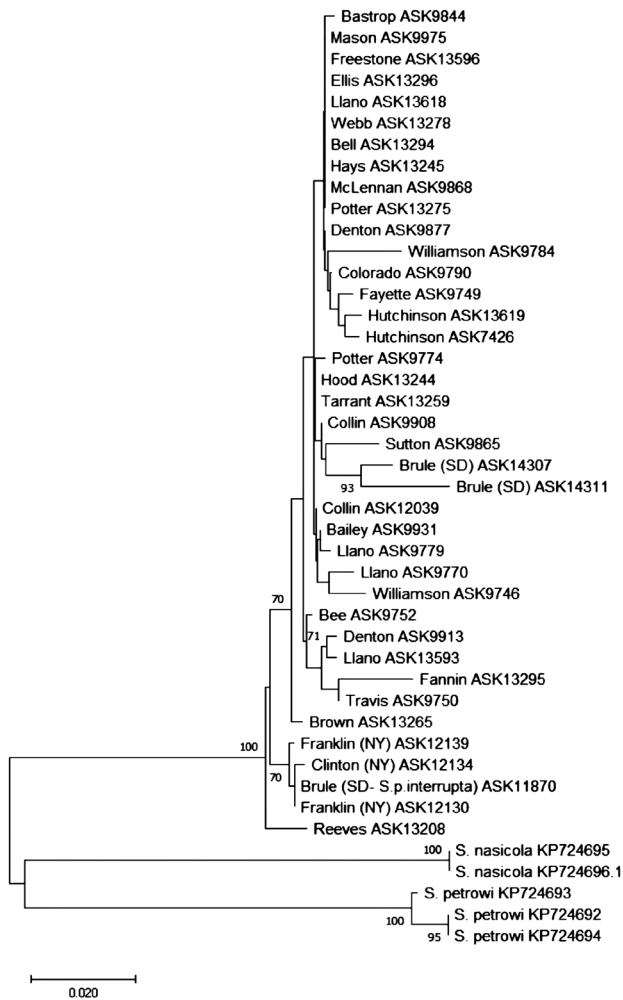 Bastrop ASK9844
Mason ASK9975
Freestone ASK13596
Ellis ASK13296
Llano ASK13618
Webb ASK13278
Bell ASK13294
Hays ASK13245
McLennan ASK9868
Potter ASK13275
Denton ASK9877
Williamson ASK9784
Colorado ASK9790
Fayette ASK9749
Hutchinson ASK13619
Hutchinson ASK7426
Potter ASK9774
Hood ASK13244
Tarrant ASK13259
Collin ASK9908
Sutton ASK9865
Brule (SD) ASK14307
93
Brule (SD) ASK14311
Collin ASK12039
Bailey ASK9931
Llano ASK9779
Llano ASK9770
Williamson ASK9746
70
Bee ASK9752
71
Denton ASK9913
Llano ASK13593
Fannin ASK13295
Travis ASK9750
Brown ASK13265
100
Franklin (NY) ASK12139
Clinton (NY) ASK12134
70
Brule (SD- S.p.interrupta) ASK11870
Franklin (NY) ASK12130
Reeves ASK13208
100
S. nasicola KP724695
S. nasicola KP724696.1
S. petrowi KP724693
100
S. petrowi KP724692
95
S. petrowi KP724694
0.020